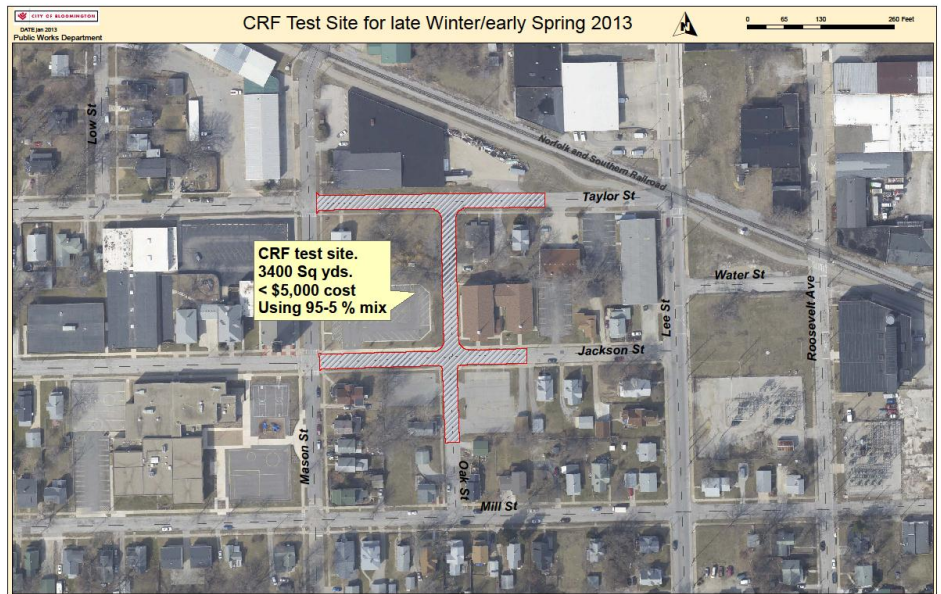 CITY OF BLOOMINGTON
DATE Jan 2013
Public Works Department
CRF Test Site for late Winter/early Spring 2013
0 65 130 260 Feet
Low St
Norfolk and Southern Railroad
Taylor St
CRF test site.
3400 Sq yds.
< $5,000 cost
Using 95-5 % mix
Water St
Lee St
Roosevelt Ave
Jackson St
Mason St
Oak St
Mill St